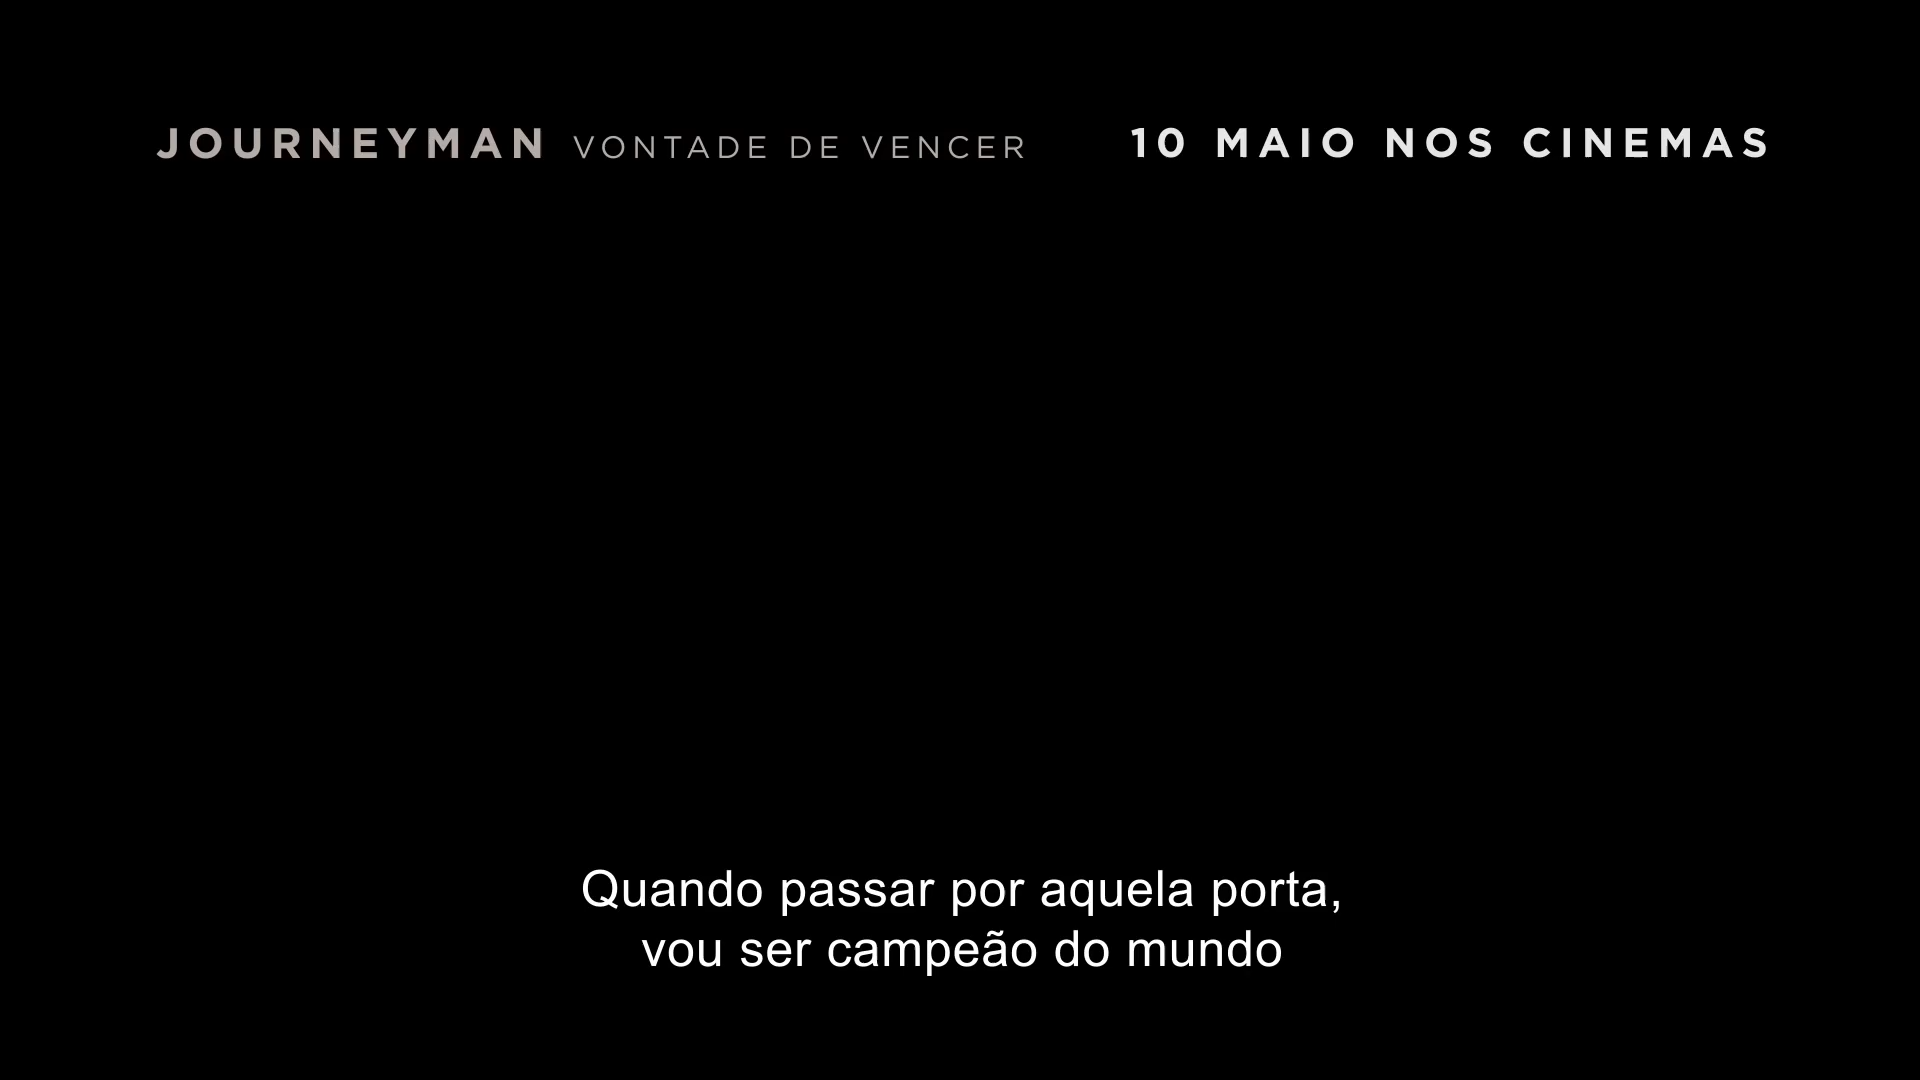 JOURNEYMAN VONTADE DE VENCER 10 MAIO NOS CINEMAS
Quando passar por aquela porta,
vou ser campeão do mundo